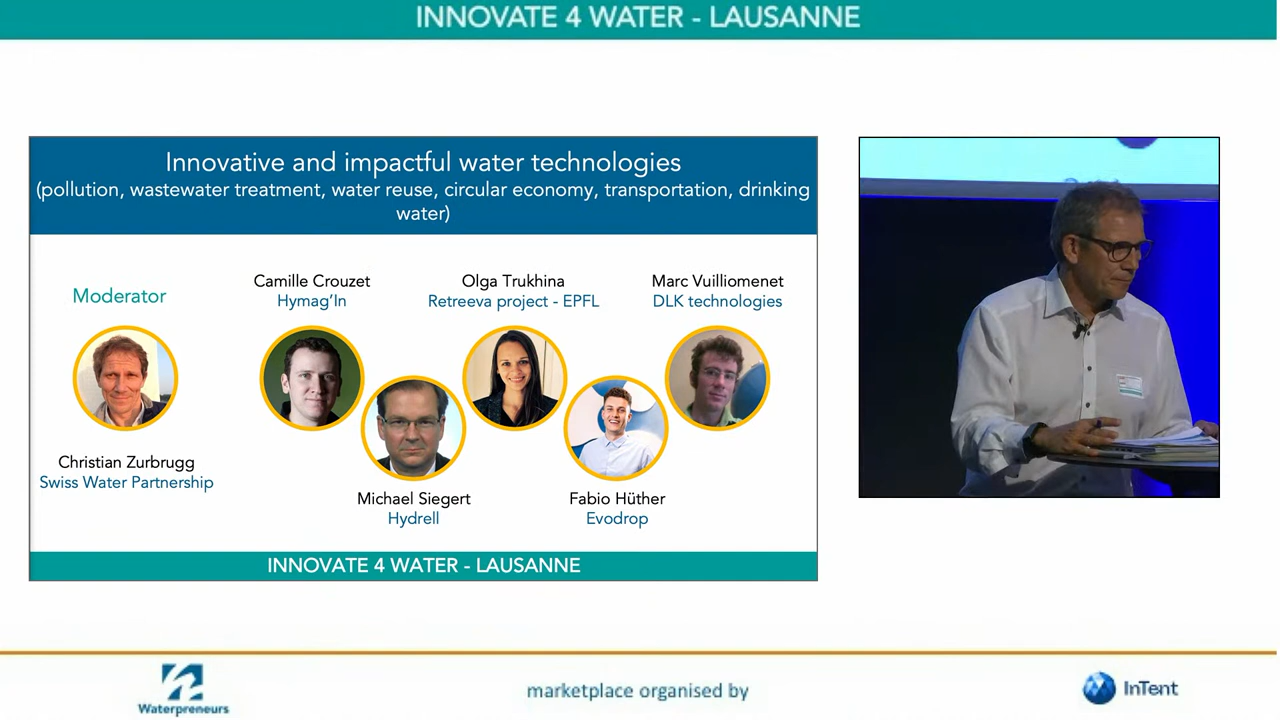 INNOVATE 4 WATER - LAUSANNE
Innovative and impactful water technologies
(pollution, wastewater treatment, water reuse, circular economy, transportation, drinking
water)
Moderator
Christian Zurbrugg
Swiss Water Partnership
Camille Crouzet
Hymag'In
Michael Siegert
Hydrell
Olga Trukhina
Retreeva project - EPFL
Fabio Hüther
Evodrop
Marc Vuilliomenet
DLK technologies
INNOVATE 4 WATER - LAUSANNE
Waterpreneurs
marketplace organised by
InTent